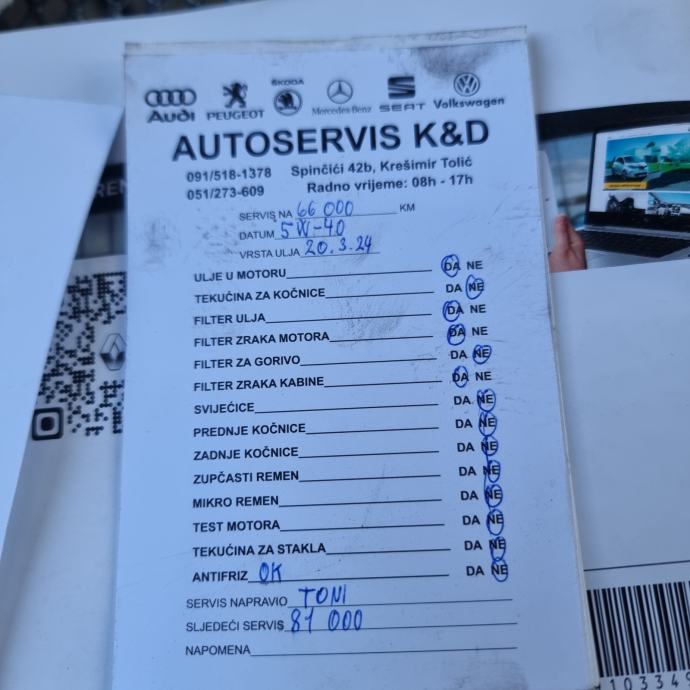 ŠKODA
Audi PEUGEOT Mercedes-Benz SEAT Volkswagen
AUTOSERVIS K&D
091/518-1378 Spinčići 42b, Krešimir Tolić
051/273-609 Radno vrijeme: 08h - 17h
SERVIS NA 66 000 KM
DATUM 5W-40
VRSTA ULJA 20.3.24
ULJE U MOTORU DA NE
TEKUĆINA ZA KOČNICE DA NE
FILTER ULJA DA NE
FILTER ZRAKA MOTORA DA NE
FILTER ZA GORIVO DA NE
FILTER ZRAKA KABINE DA NE
SVIJEĆICE DA NE
PREDNJE KOČNICE DA NE
ZADNJE KOČNICE DA NE
ZUPČASTI REMEN DA NE
MIKRO REMEN DA NE
TEST MOTORA DA NE
TEKUĆINA ZA STAKLA DA NE
ANTIFRIZ OK DA NE
SERVIS NAPRAVIO TONI
SLJEDEĆI SERVIS 81 000
NAPOMENA